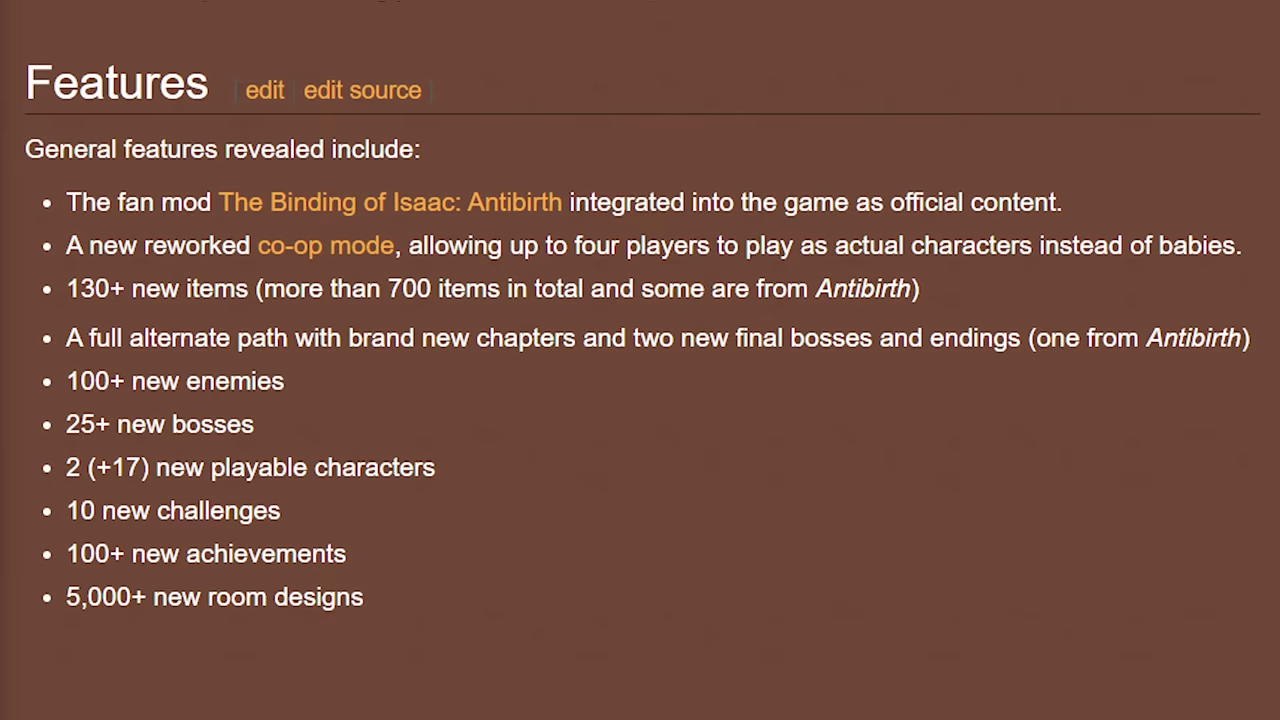 Features | edit | edit source |
General features revealed include:
• The fan mod The Binding of Isaac: Antibirth integrated into the game as official content.
• A new reworked co-op mode, allowing up to four players to play as actual characters instead of babies.
• 130+ new items (more than 700 items in total and some are from Antibirth)
• A full alternate path with brand new chapters and two new final bosses and endings (one from Antibirth)
• 100+ new enemies
• 25+ new bosses
• 2 (+17) new playable characters
• 10 new challenges
• 100+ new achievements
• 5,000+ new room designs